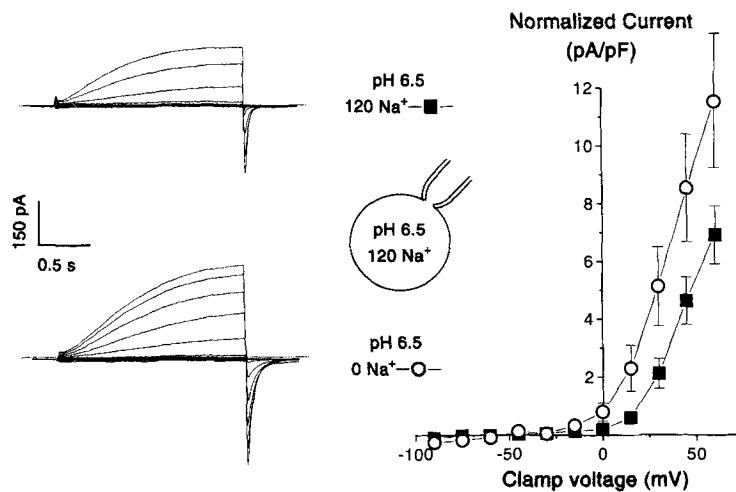 Normalized Current
(pA/pF)
pH 6.5
120 Na⁺
150 pA
0.5 s
pH 6.5
120 Na⁺
pH 6.5
0 Na⁺
12
10
8
6
4
2
-100
-50
0
50
Clamp voltage (mV)